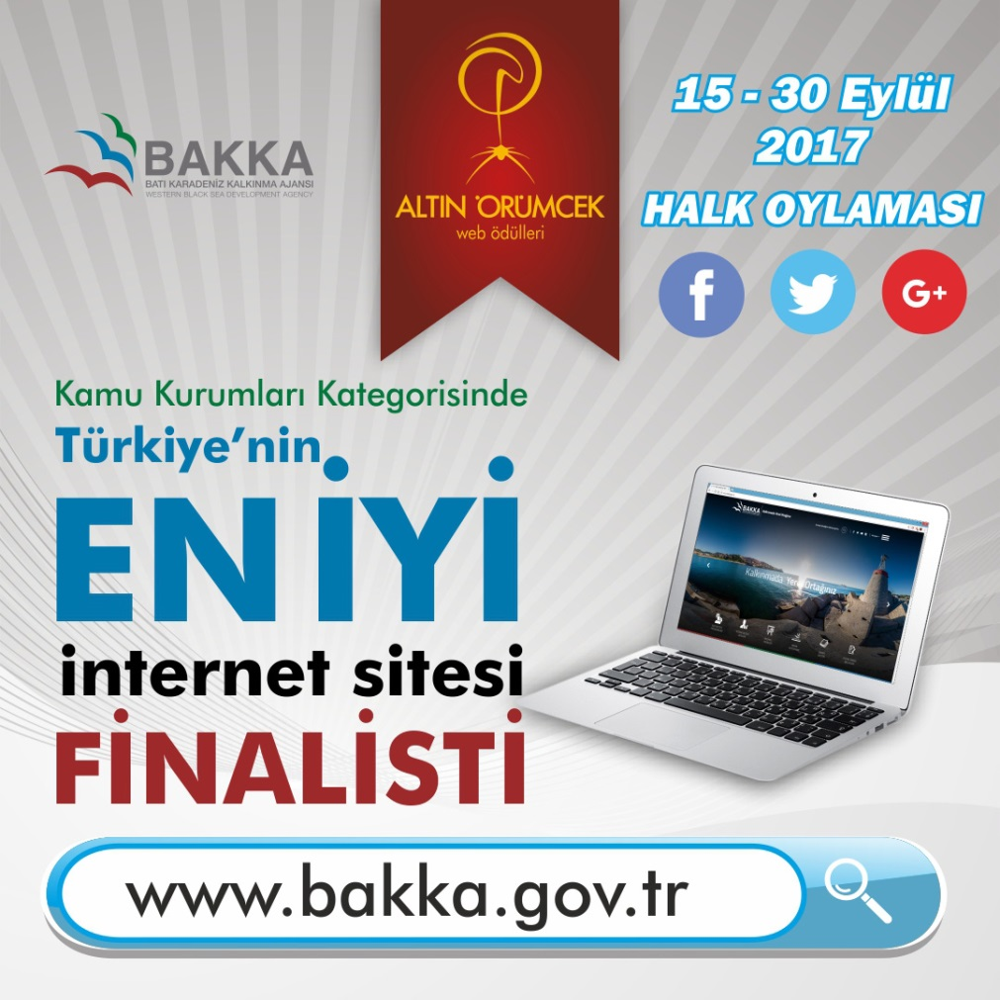 BAKKA
BATI KARADENİZ KALKINMA AJANSI
WESTERN BLACK SEA DEVELOPMENT AGENCY
ALTIN ÖRÜMCEK
web ödülleri
15 - 30 Eylül
2017
HALK OYLAMASI
f
G+
Kamu Kurumları Kategorisinde
Türkiye'nin
EN İYİ
internet sitesi
FİNALİSTİ
BAKKA
Kalkınmada Yerel Ortağınız
www.bakka.gov.tr